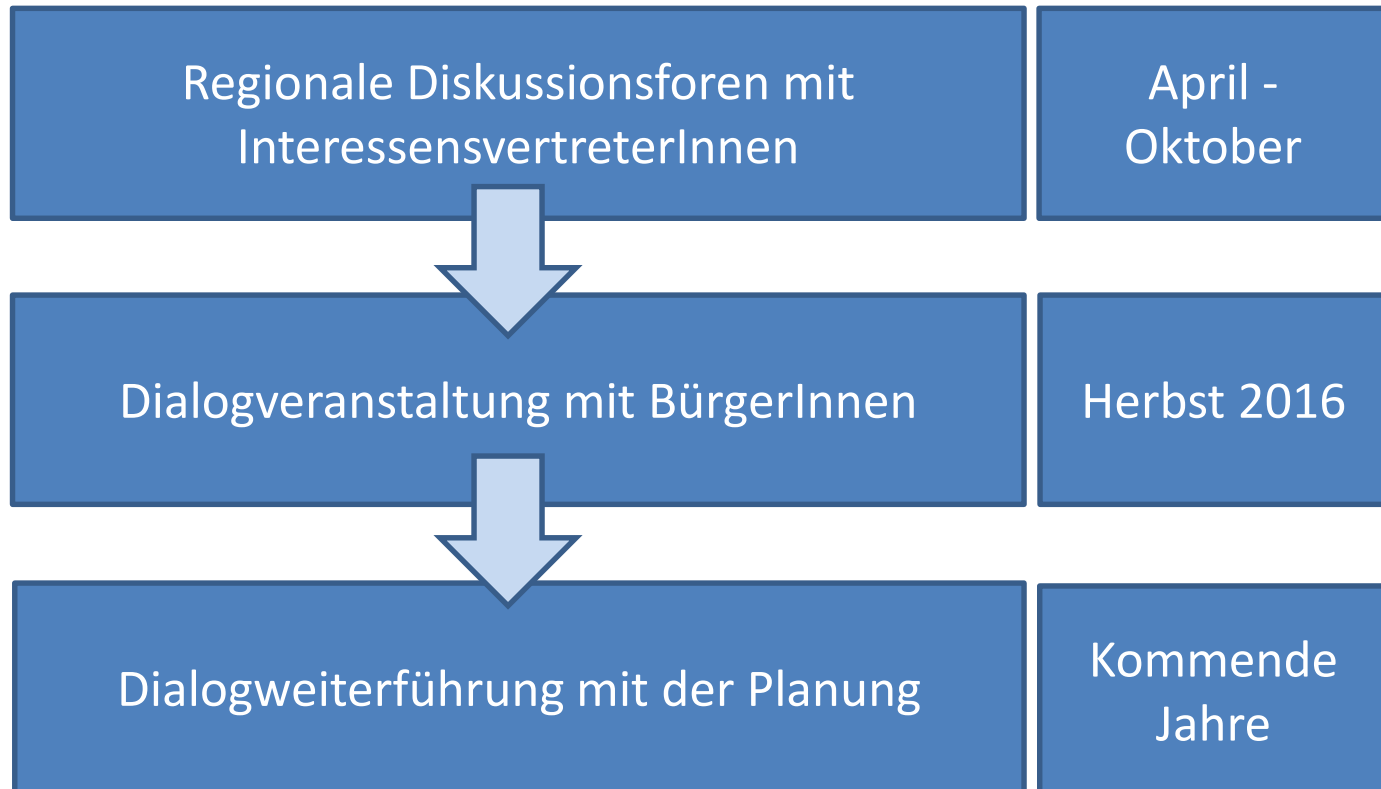 Regionale Diskussionsforen mit
InteressensvertreterInnen
April -
Oktober
Dialogveranstaltung mit BürgerInnen
Herbst 2016
Dialogweiterführung mit der Planung
Kommende
Jahre